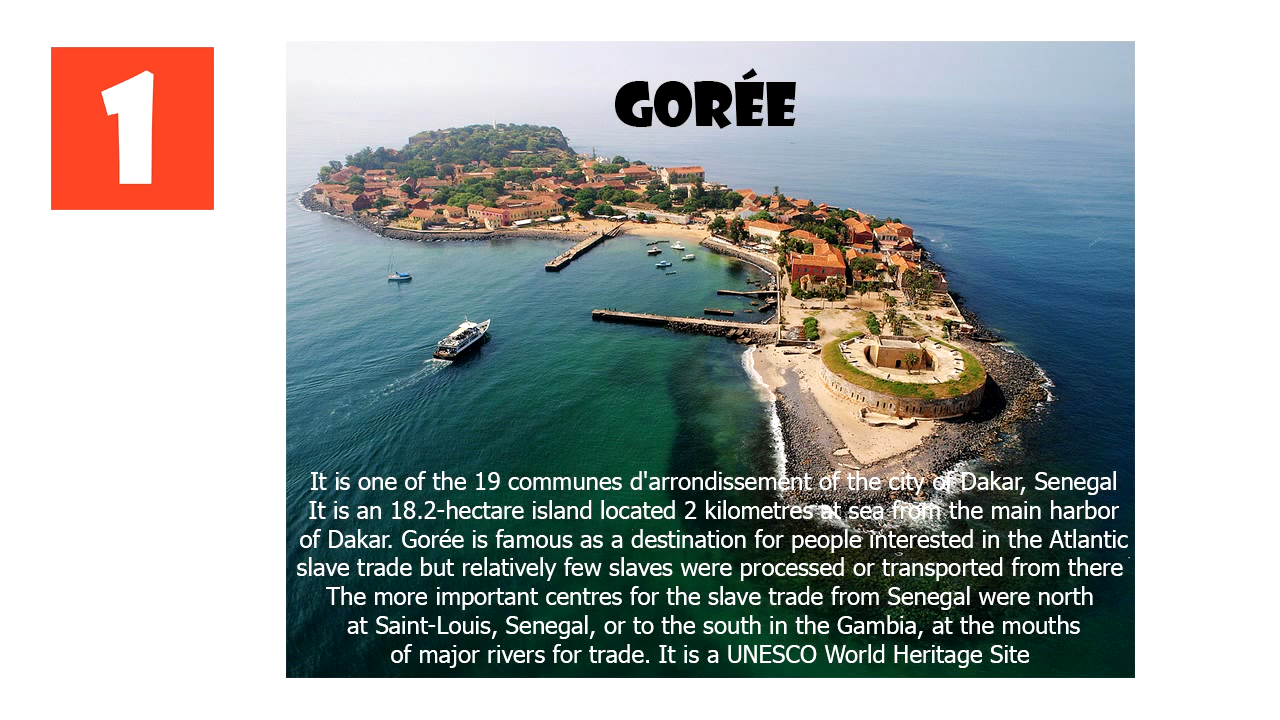 1
GORÉE
It is one of the 19 communes d'arrondissement of the city of Dakar, Senegal
It is an 18.2-hectare island located 2 kilometres at sea from the main harbor
of Dakar. Gorée is famous as a destination for people interested in the Atlantic
slave trade but relatively few slaves were processed or transported from there
The more important centres for the slave trade from Senegal were north
at Saint-Louis, Senegal, or to the south in the Gambia, at the mouths
of major rivers for trade. It is a UNESCO World Heritage Site